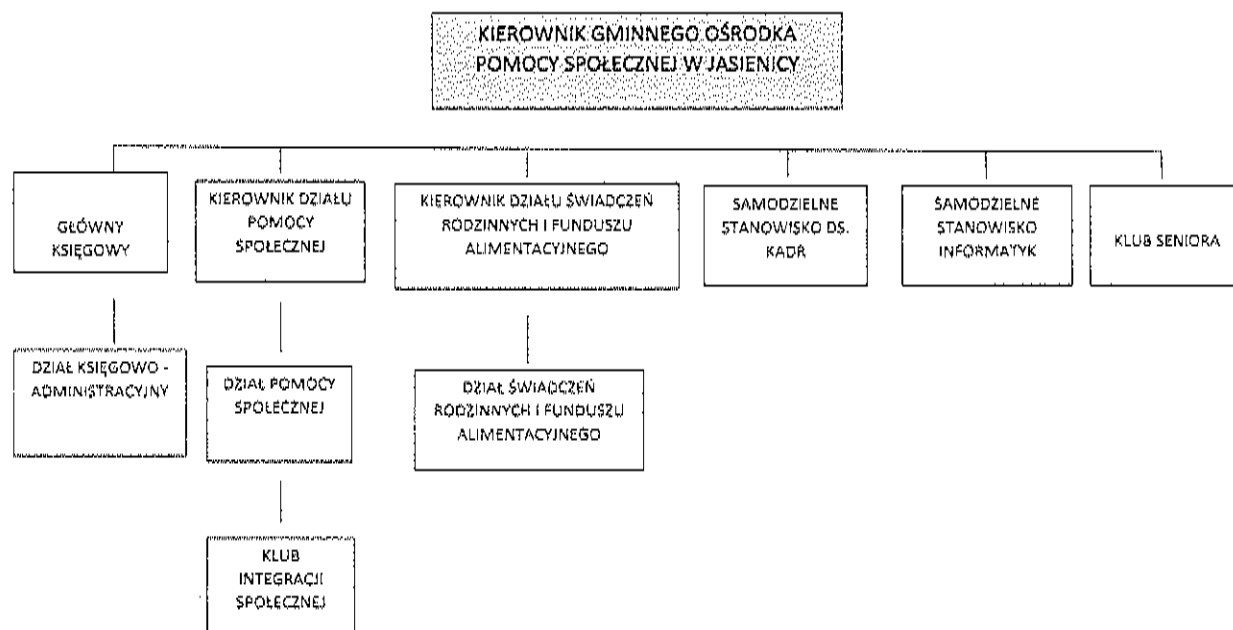 KIEROWNIK GMINNEGO OŚRODKA
POMOCY SPOŁECZNEJ W JASIENICY
GŁÓWNY
KSIĘGOWY
KIEROWNIK DZIAŁU
POMOCY
SPOŁECZNEJ
KIEROWNIK DZIAŁU ŚWIADCZEŃ
RODZINNYCH I FUNDUSZU
ALIMENTACYJNEGO
SAMODZIELNE
STANOWISKO DS.
KADR
SAMODZIELNE
STANOWISKO
INFORMATYK
KLUB SENIORA
DZIAŁ KSIĘGOWO -
ADMINISTRACYJNY
DZIAŁ POMOCY
SPOŁECZNEJ
DZIAŁ ŚWIADCZEŃ
RODZINNYCH I FUNDUSZU
ALIMENTACYJNEGO
KLUB
INTEGRACJI
SPOŁECZNEJ